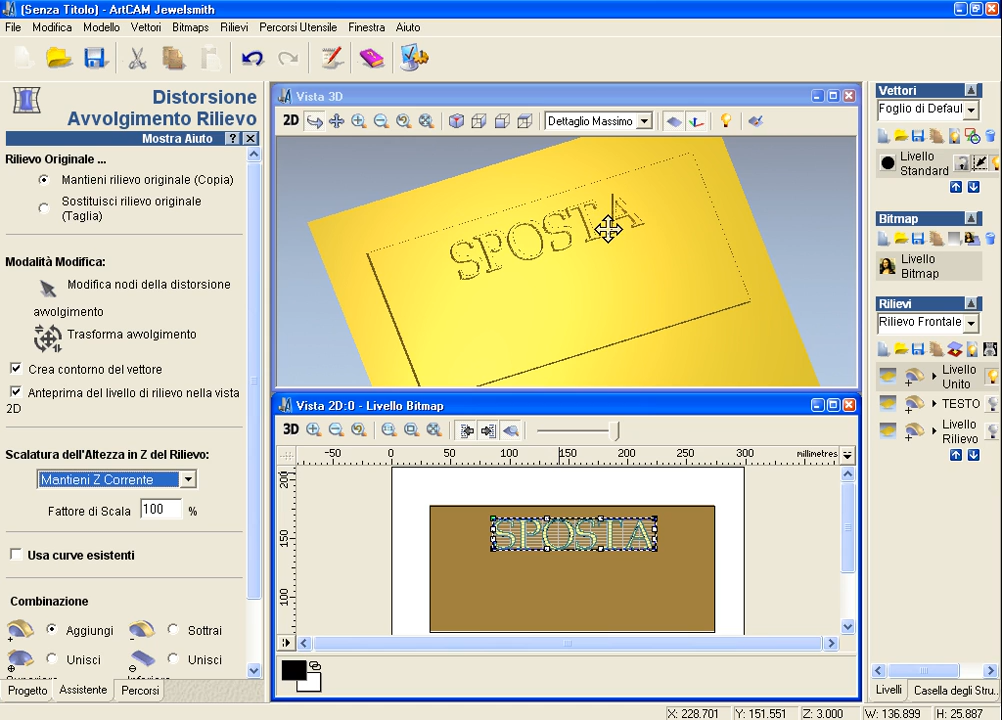 (Senza Titolo) - ArtCAM Jewelsmith
File Modifica Modello Vettori Bitmaps Rilievi Percorsi Utensile Finestra Aiuto
Distorsione
Avvolgimento Rilievo
Mostra Aiuto ?
Rilievo Originale ...
Mantieni rilievo originale (Copia)
Sostituisci rilievo originale
(Taglia)
Modalità Modifica:
Modifica nodi della distorsione
avvolgimento
Trasforma avvolgimento
Crea contorno del vettore
Anteprima del livello di rilievo nella vista
2D
Scalatura dell'Altezza in Z del Rilievo:
Mantieni Z Corrente
Fattore di Scala 100 %
Usa curve esistenti
Combinazione
Aggiungi Sottrai
Unisci Unisci
Progetto Assistente Percorsi
Vista 3D
2D Dettaglio Massimo
SPOSTA
Vista 2D:0 - Livello Bitmap
3D
-50 0 50 100 150 200 250 300 millimetres
200
150
100
SPOSTA
Vettori
Foglio di Defaul
Livello
Standard
Bitmap
Livello
Bitmap
Rilievi
Rilievo Frontale
Livello
Unito
TESTO
Livello
Rilievo
Livelli Casella degli Stru...
X: 228.701 Y: 151.551 Z: 3.000 W: 136.899 H: 25.887